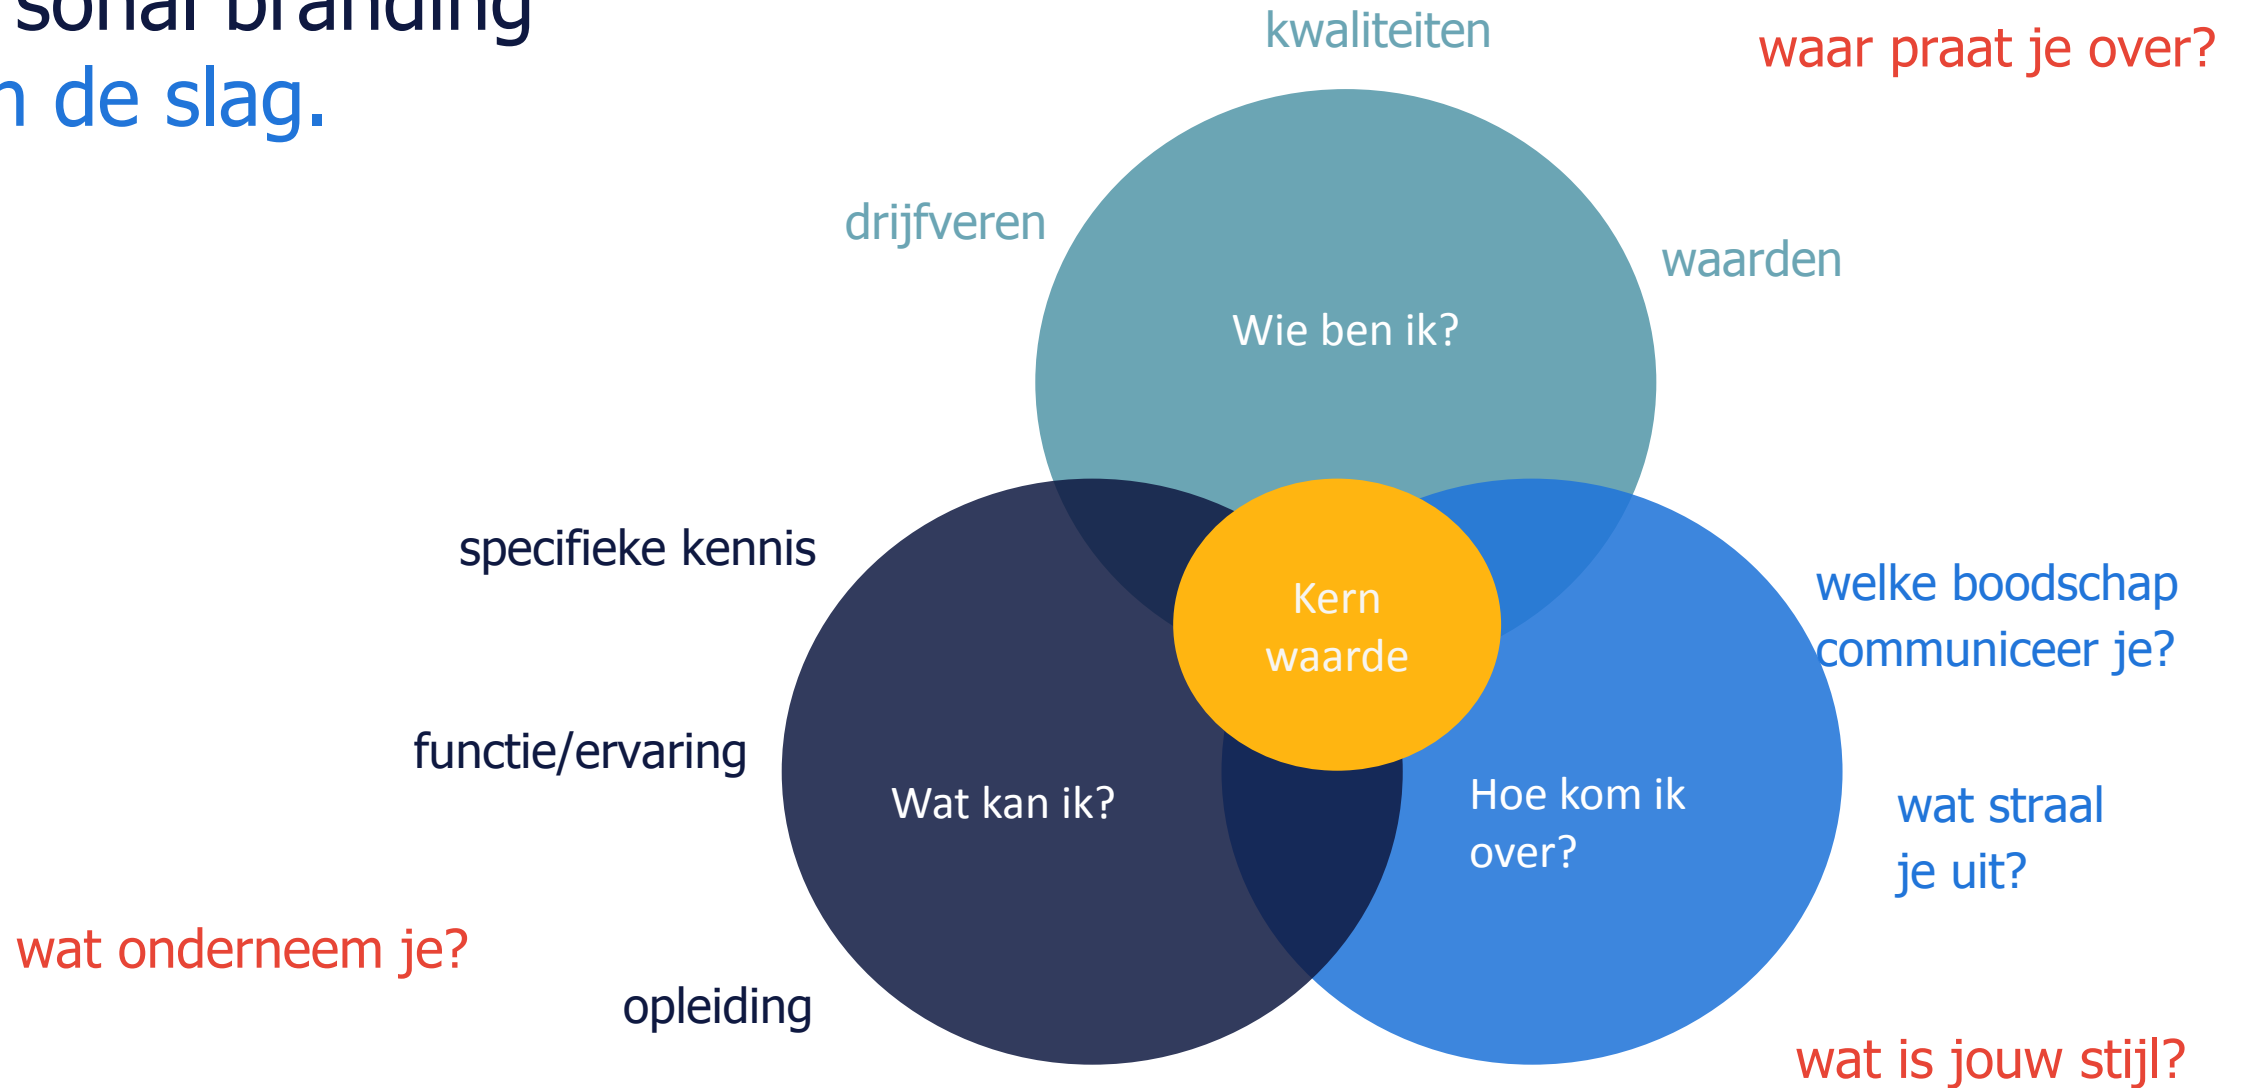 sonal branding
n de slag.
kwaliteiten
waar praat je over?
drijfveren
waarden
Wie ben ik?
specifieke kennis
Kern
waarde
welke boodschap
communiceer je?
functie/ervaring
Wat kan ik?
Hoe kom ik
over?
wat straal
je uit?
wat onderneem je?
opleiding
wat is jouw stijl?